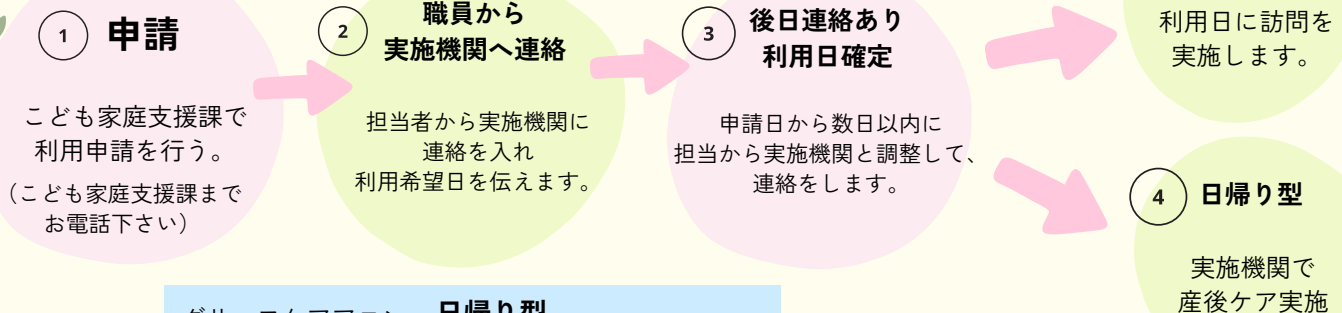 1 申請
こども家庭支援課で
利用申請を行う。
(こども家庭支援課まで
お電話下さい)
2 職員から
実施機関へ連絡
担当者から実施機関に
連絡を入れ
利用希望日を伝えます。
3 後日連絡あり
利用日確定
申請日から数日以内に
担当から実施機関と調整して、
連絡をします。
利用日に訪問を
実施します。
4 日帰り型
実施機関で
産後ケア実施
日帰り型